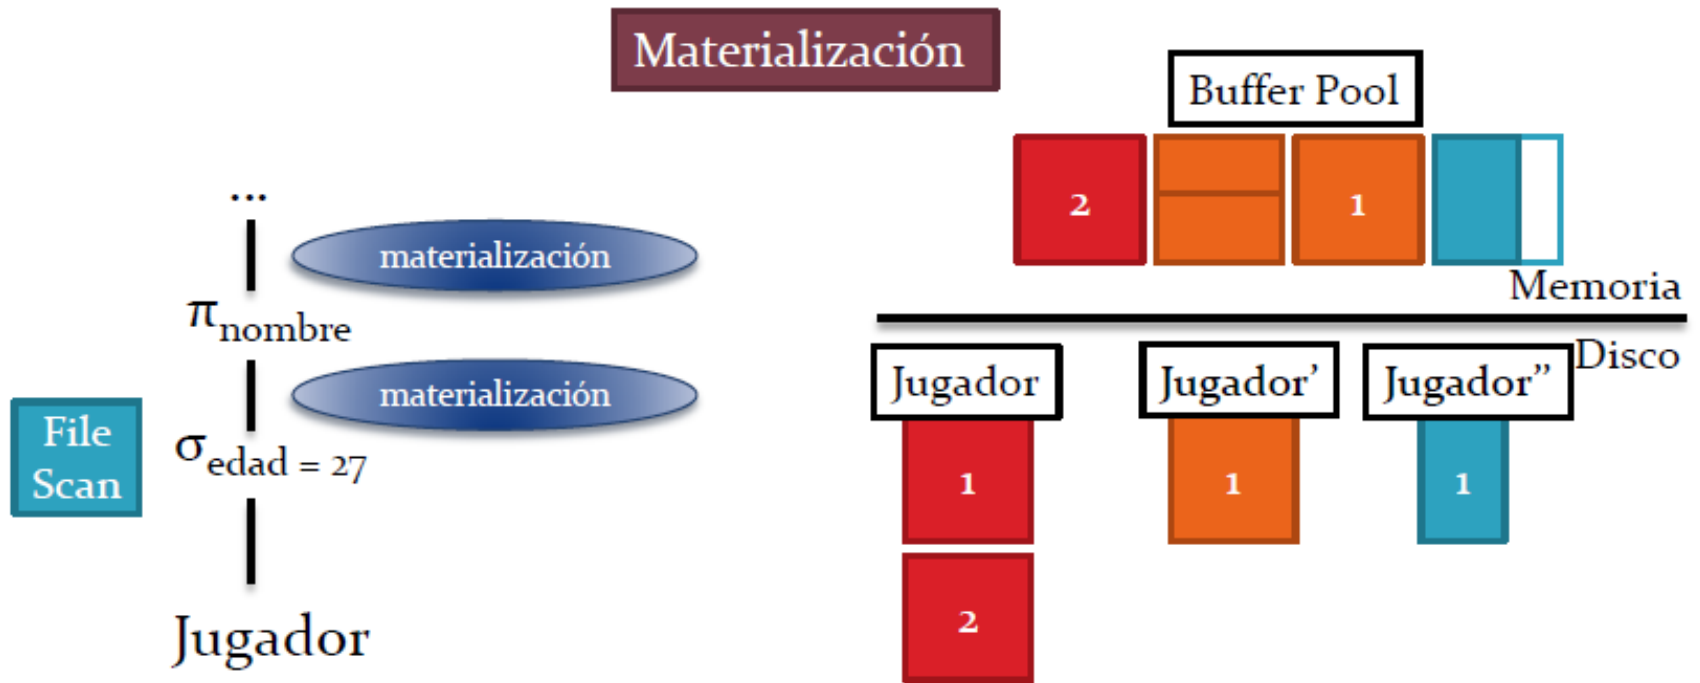 Materialización
Buffer Pool
2
1
...
materialización
Memoria
π nombre
Disco
Jugador
Jugador’
Jugador”
materialización
File
Scan
σ edad = 27
1
1
1
2
Jugador